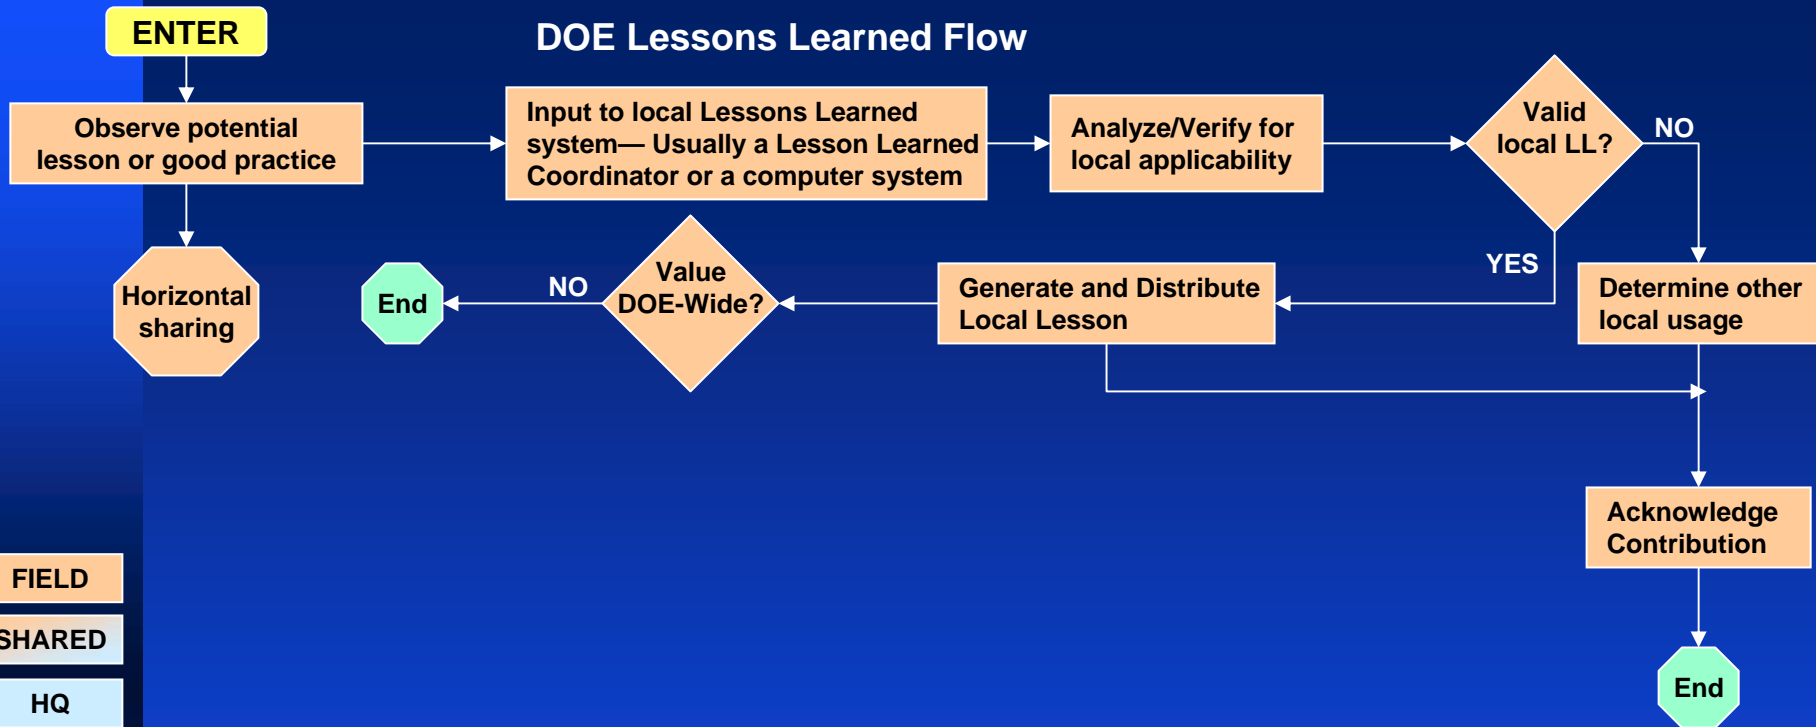 ENTER
DOE Lessons Learned Flow
Observe potential
lesson or good practice
Input to local Lessons Learned
system— Usually a Lesson Learned
Coordinator or a computer system
Analyze/Verify for
local applicability
Valid
local LL?
NO
YES
Horizontal
sharing
End
NO
Value
DOE-Wide?
Generate and Distribute
Local Lesson
Determine other
local usage
Acknowledge
Contribution
End
FIELD
SHARED
HQ